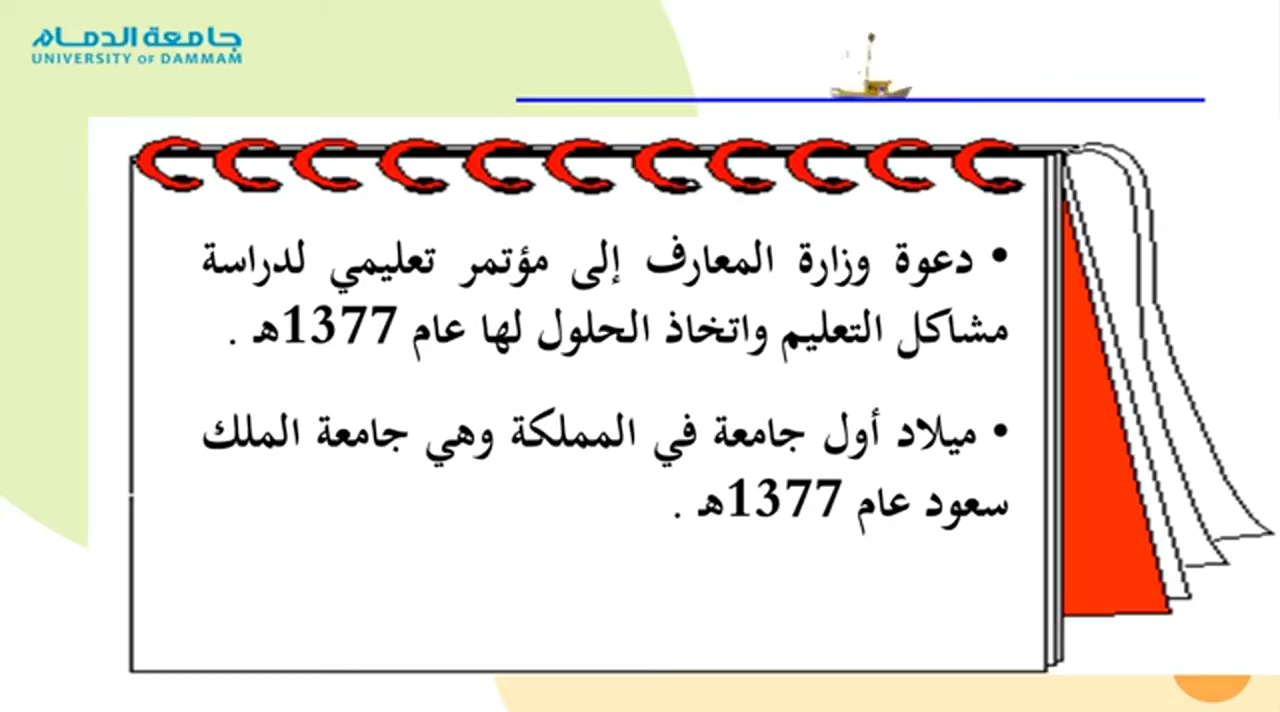 جامعة الدمام
UNIVERSITY OF DAMMAM
• دعوة وزارة المعارف إلى مؤتمر تعليمي لدراسة
مشاكل التعليم واتخاذ الحلول لها عام 1377هـ .
• ميلاد أول جامعة في المملكة وهي جامعة الملك
سعود عام 1377هـ .